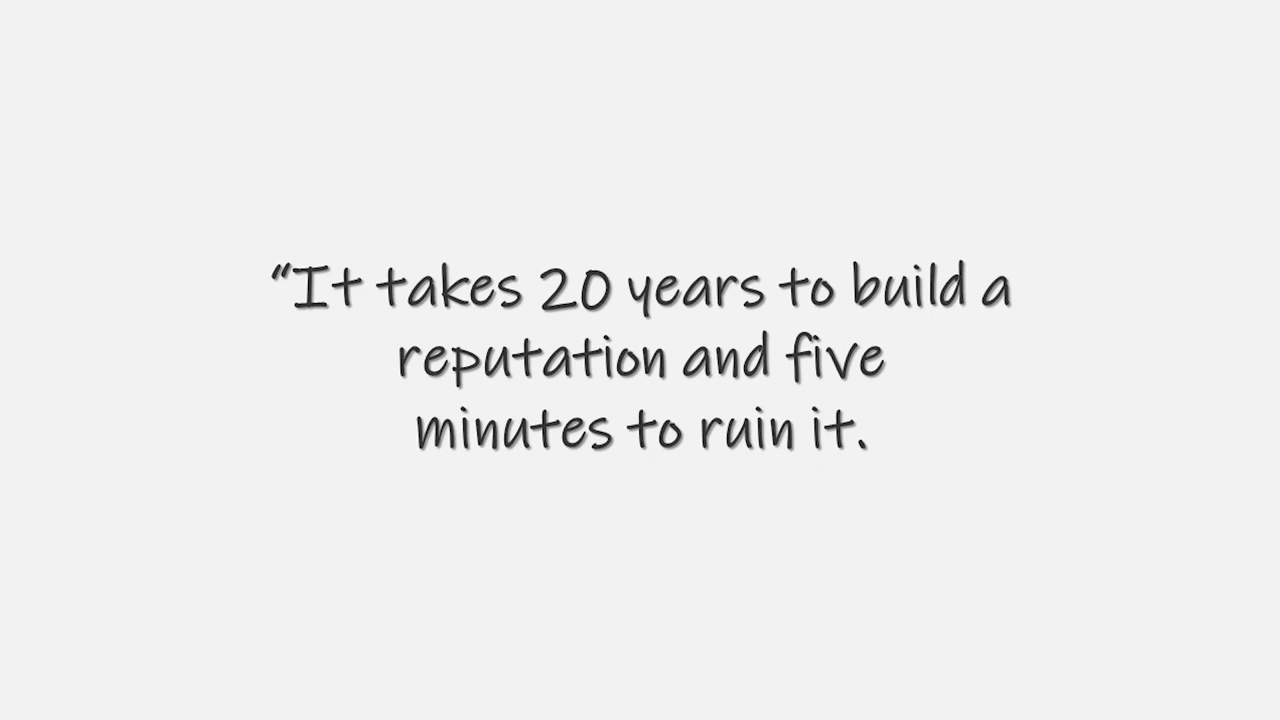 “It takes 20 years to build a
reputation and five
minutes to ruin it.